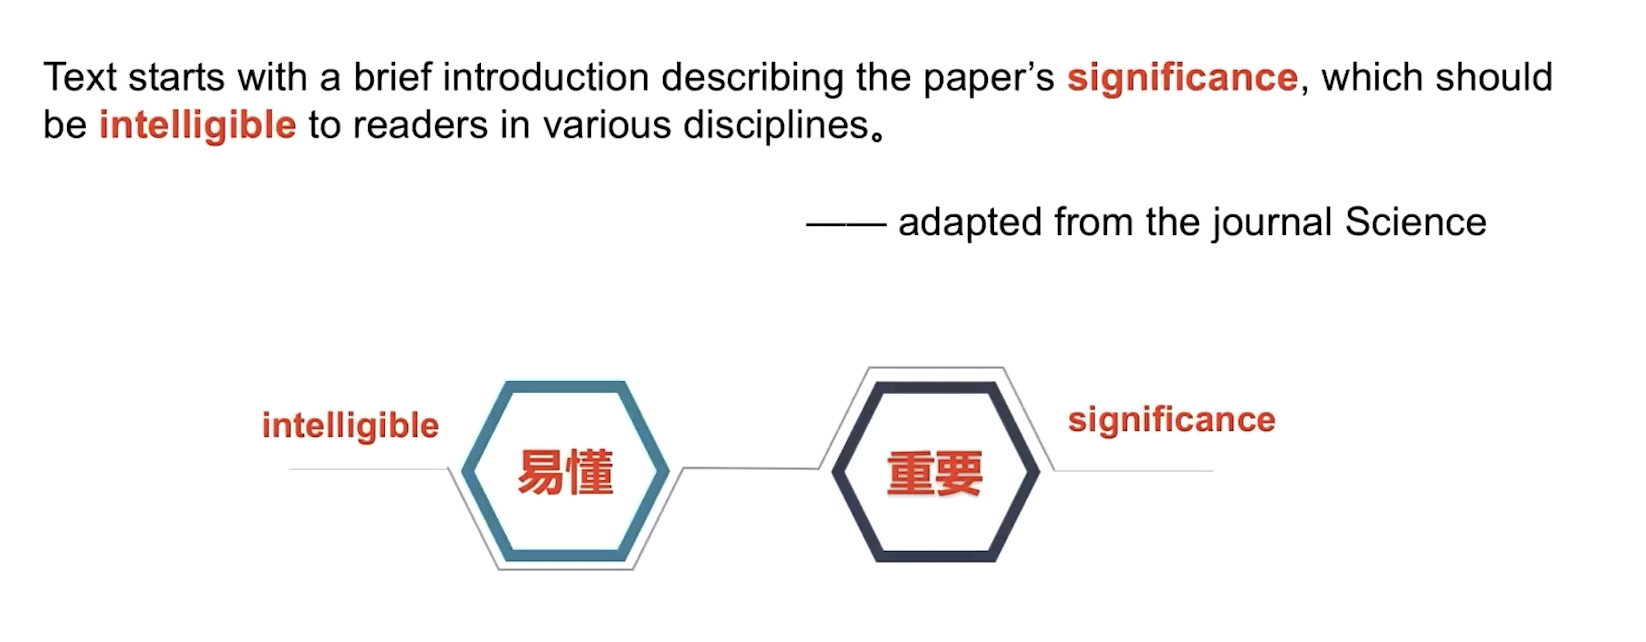 Text starts with a brief introduction describing the paper’s significance, which should
be intelligible to readers in various disciplines。
—— adapted from the journal Science
intelligible
易懂
重要
significance